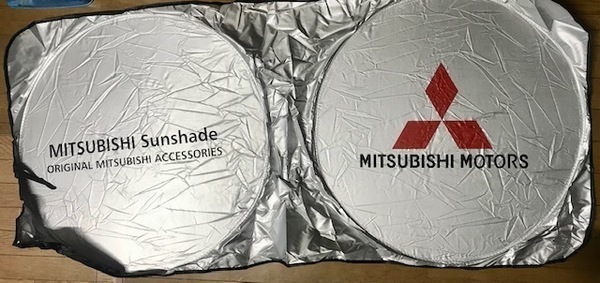 MITSUBISHI Sunshade
ORIGINAL MITSUBISHI ACCESSORIES
MITSUBISHI MOTORS